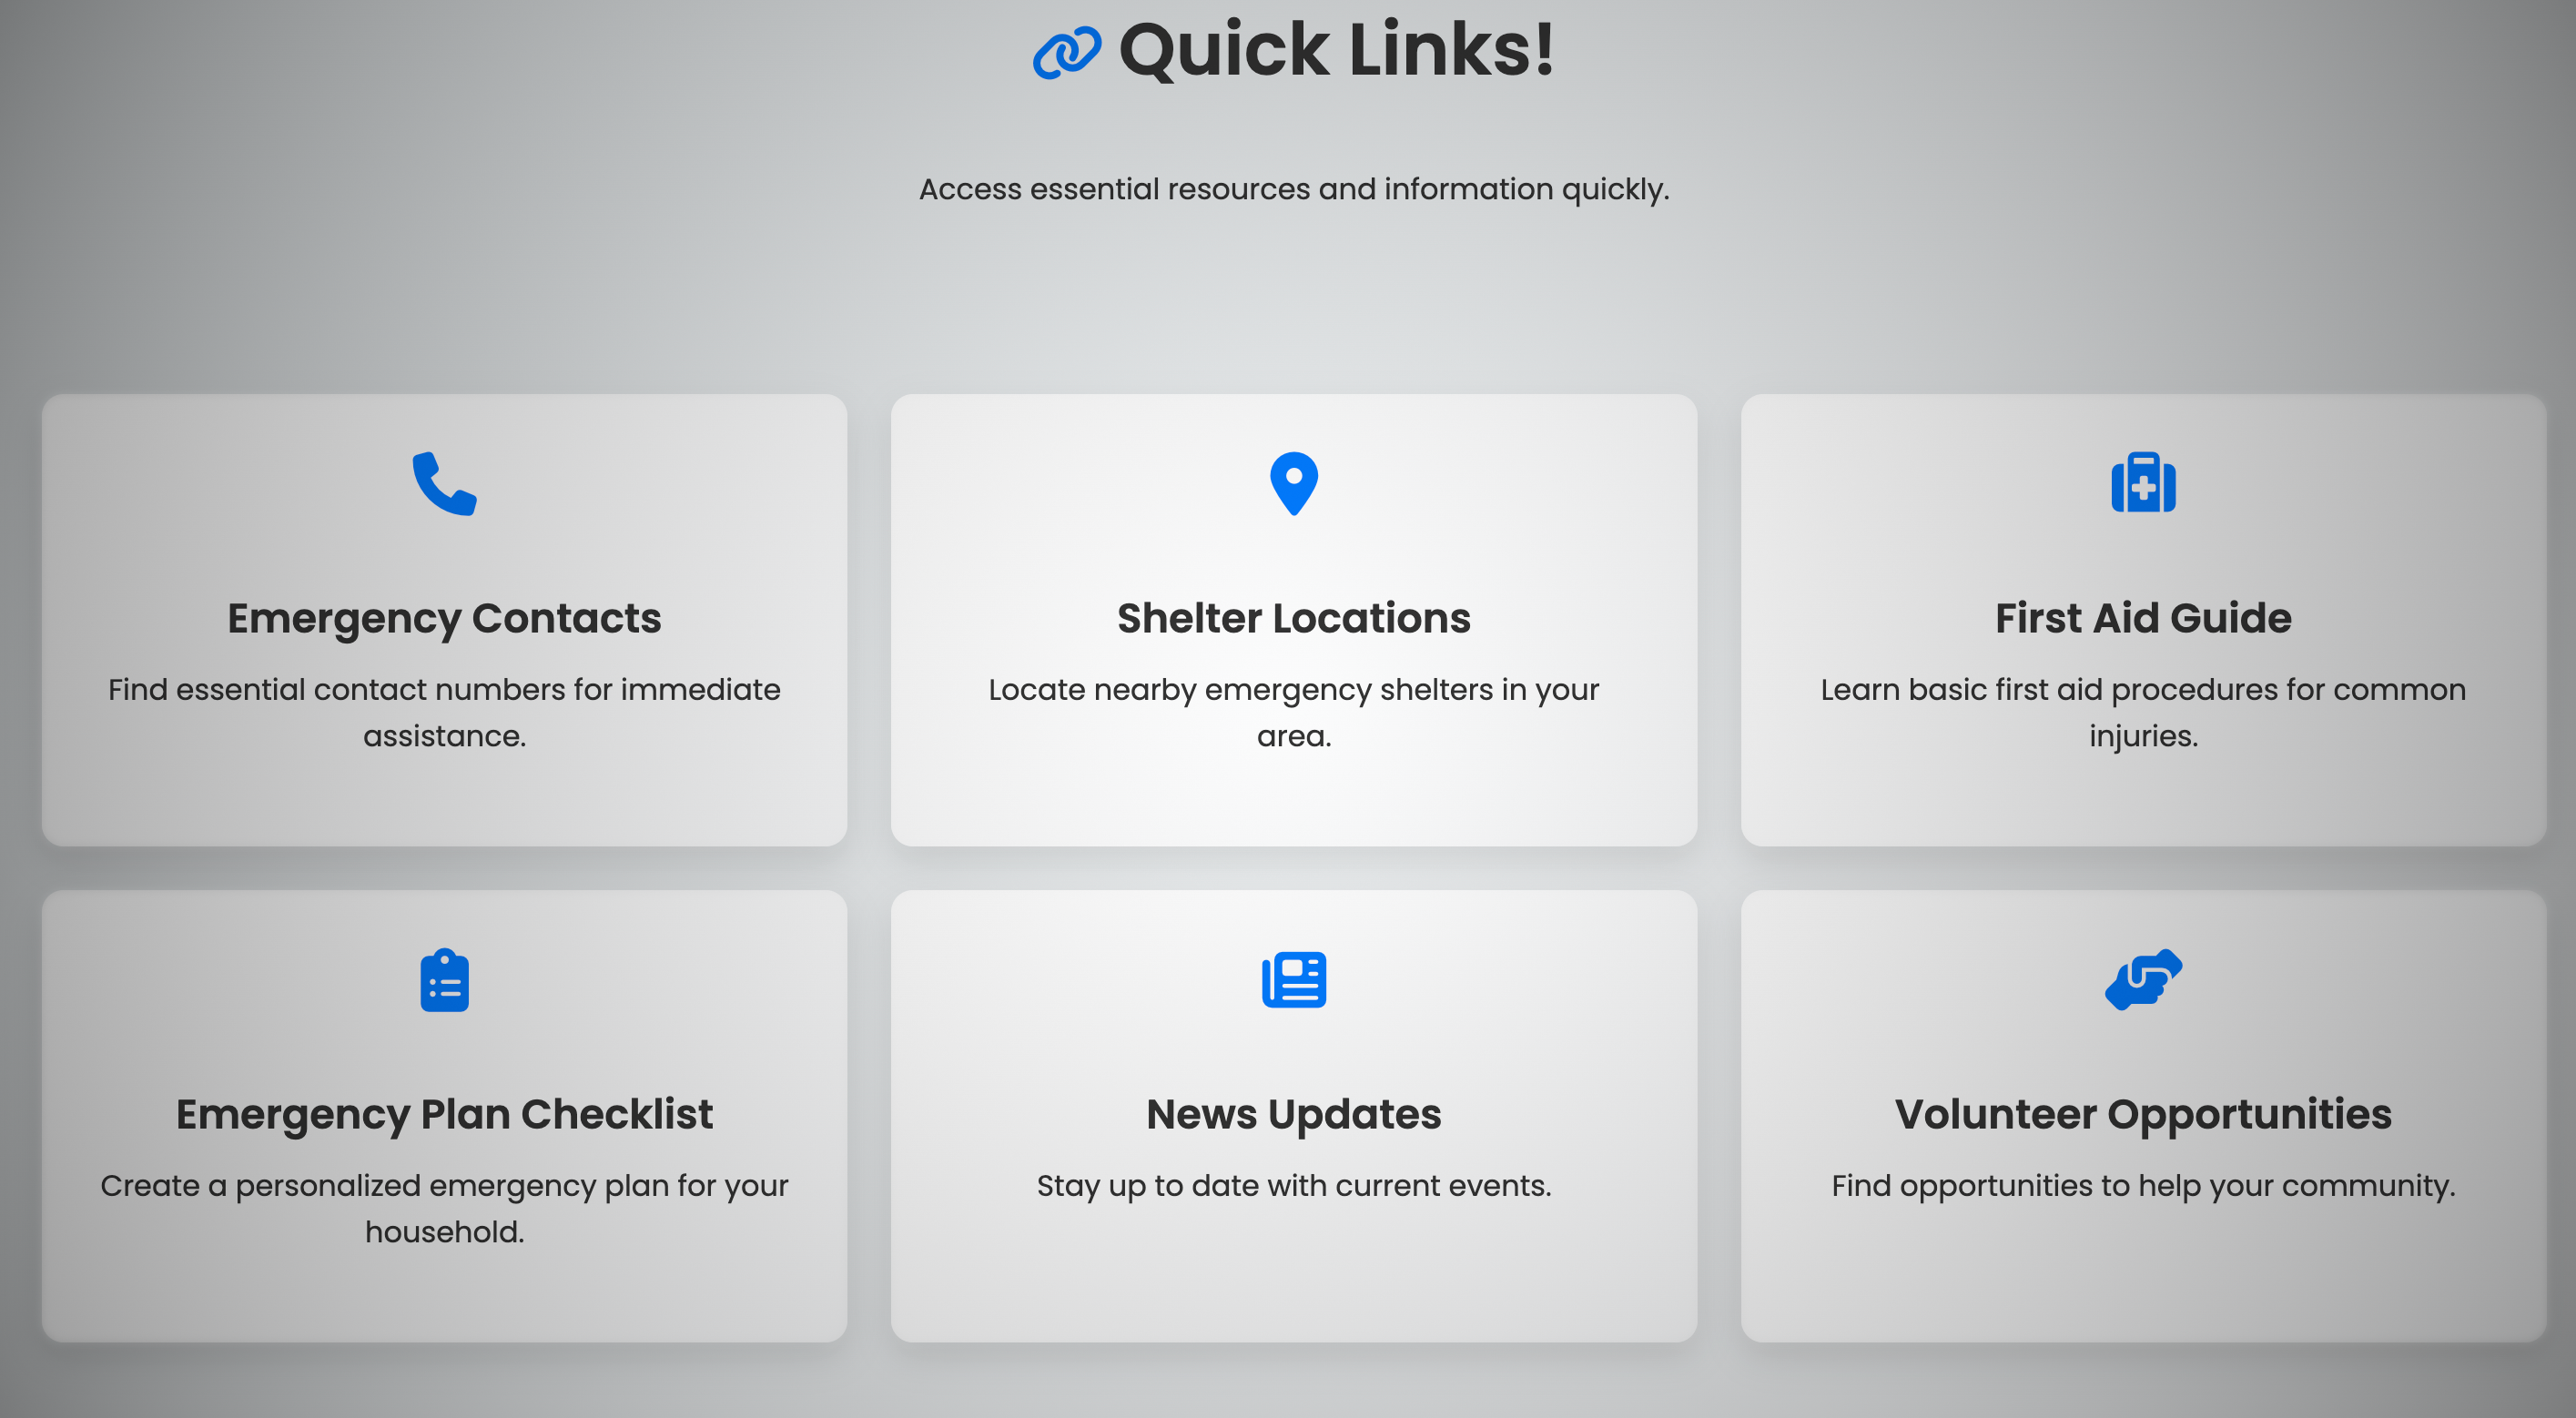 Quick Links!
Access essential resources and information quickly.
Emergency Contacts
Find essential contact numbers for immediate
assistance.
Shelter Locations
Locate nearby emergency shelters in your
area.
First Aid Guide
Learn basic first aid procedures for common
injuries.
Emergency Plan Checklist
Create a personalized emergency plan for your
household.
News Updates
Stay up to date with current events.
Volunteer Opportunities
Find opportunities to help your community.